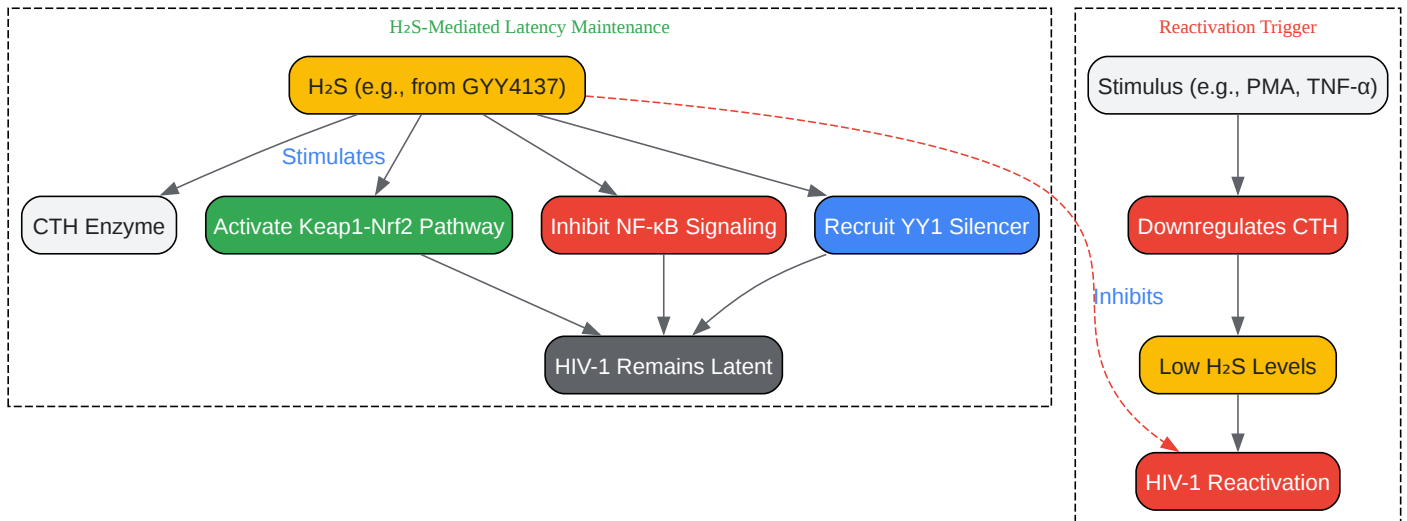 H₂S-Mediated Latency Maintenance
Reactivation Trigger
H₂S (e.g., from GYY4137)
Stimulus (e.g., PMA, TNF-α)
Stimulates
CTH Enzyme
Activate Keap1-Nrf2 Pathway
Inhibit NF-κB Signaling
Recruit YY1 Silencer
Downregulates CTH
Inhibits
HIV-1 Remains Latent
Low H₂S Levels
HIV-1 Reactivation